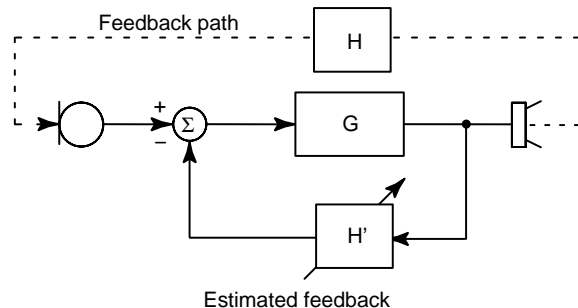 Feedback path
H
+
Σ
−
G
H'
Estimated feedback